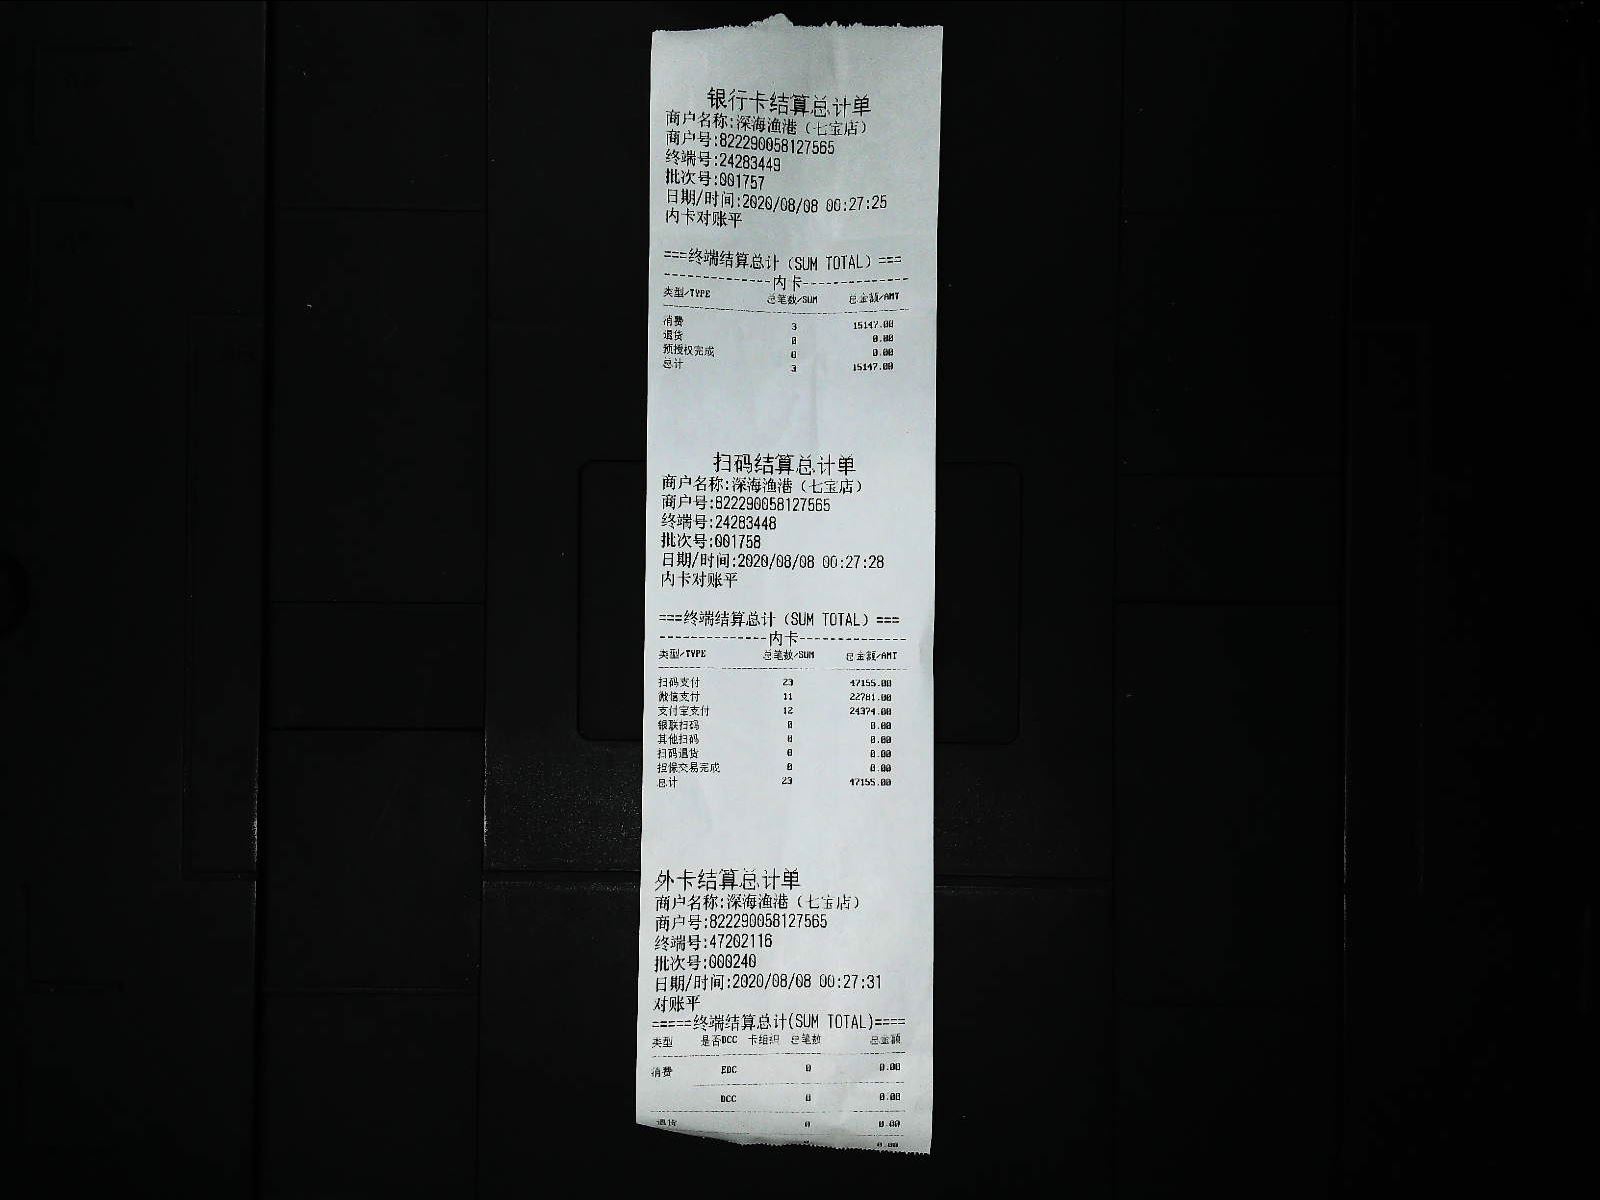 银行卡结算总计单
商户名称:深海渔港（七宝店）
商户号:822290058127565
终端号:24283449
批次号:001757
日期/时间:2020/08/08 00:27:25
内卡对账平
===终端结算总计（SUM TOTAL）===
--------------内卡--------------
类型/TYPE 总笔数/SUM 总金额/AMT
消费 3 15147.00
退货 0 0.00
预授权完成 0 0.00
总计 3 15147.00
扫码结算总计单
商户名称:深海渔港（七宝店）
商户号:822290058127565
终端号:24283448
批次号:001758
日期/时间:2020/08/08 00:27:28
内卡对账平
===终端结算总计（SUM TOTAL）===
--------------内卡--------------
类型/TYPE 总笔数/SUM 总金额/AMT
扫码支付 23 47155.00
微信支付 11 22781.00
支付宝支付 12 24374.00
银联扫码 0 0.00
其他扫码 0 0.00
扫码退货 0 0.00
担保交易完成 0 0.00
总计 23 47155.00
外卡结算总计单
商户名称:深海渔港（七宝店）
商户号:822290058127565
终端号:47202116
批次号:000240
日期/时间:2020/08/08 00:27:31
对账平
=====终端结算总计(SUM TOTAL)====
类型 是否DCC 卡组织 总笔数 总金额
消费 EDC 0 0.00
DCC 0 0.00
退货 0 0.00
0.00